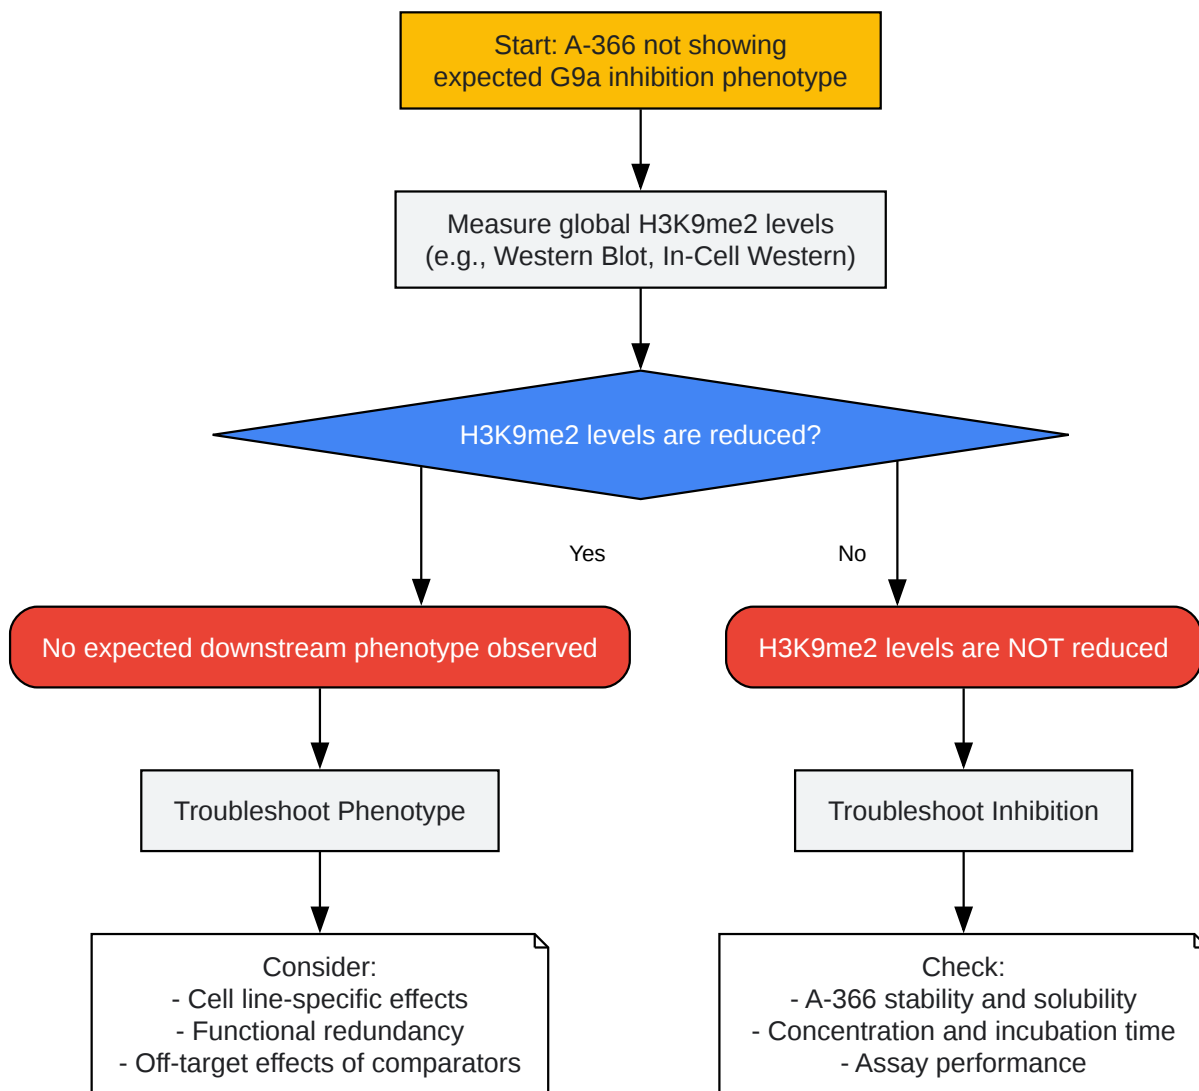 Start: A-366 not showing
expected G9a inhibition phenotype
Measure global H3K9me2 levels
(e.g., Western Blot, In-Cell Western)
H3K9me2 levels are reduced?
Yes
No
No expected downstream phenotype observed
H3K9me2 levels are NOT reduced
Troubleshoot Phenotype
Troubleshoot Inhibition
Consider:
- Cell line-specific effects
- Functional redundancy
- Off-target effects of comparators
Check:
- A-366 stability and solubility
- Concentration and incubation time
- Assay performance